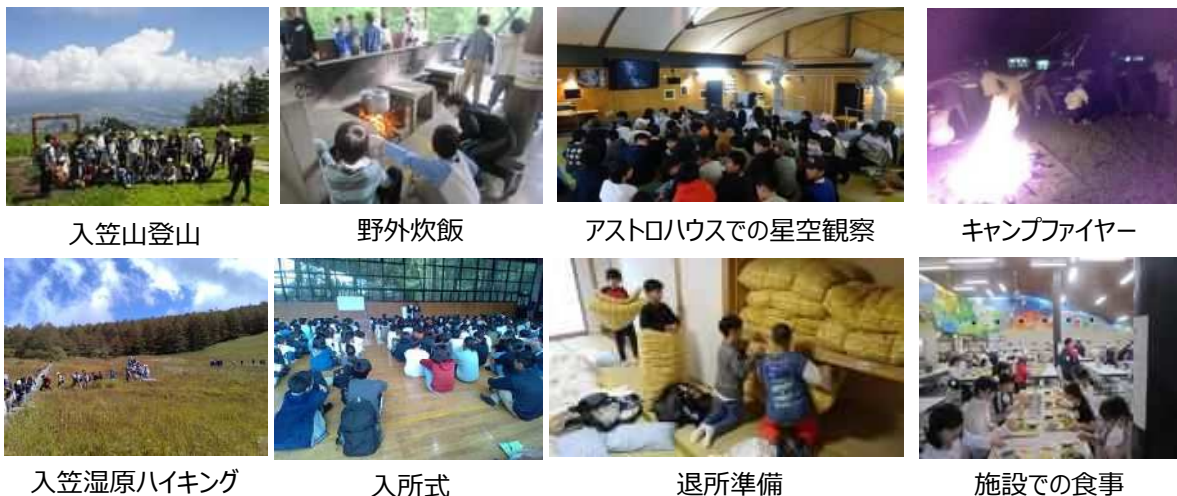 入笠山登山
野外炊飯
アストロハウスでの星空観察
キャンプファイヤー
入笠湿原ハイキング
入所式
退所準備
施設での食事